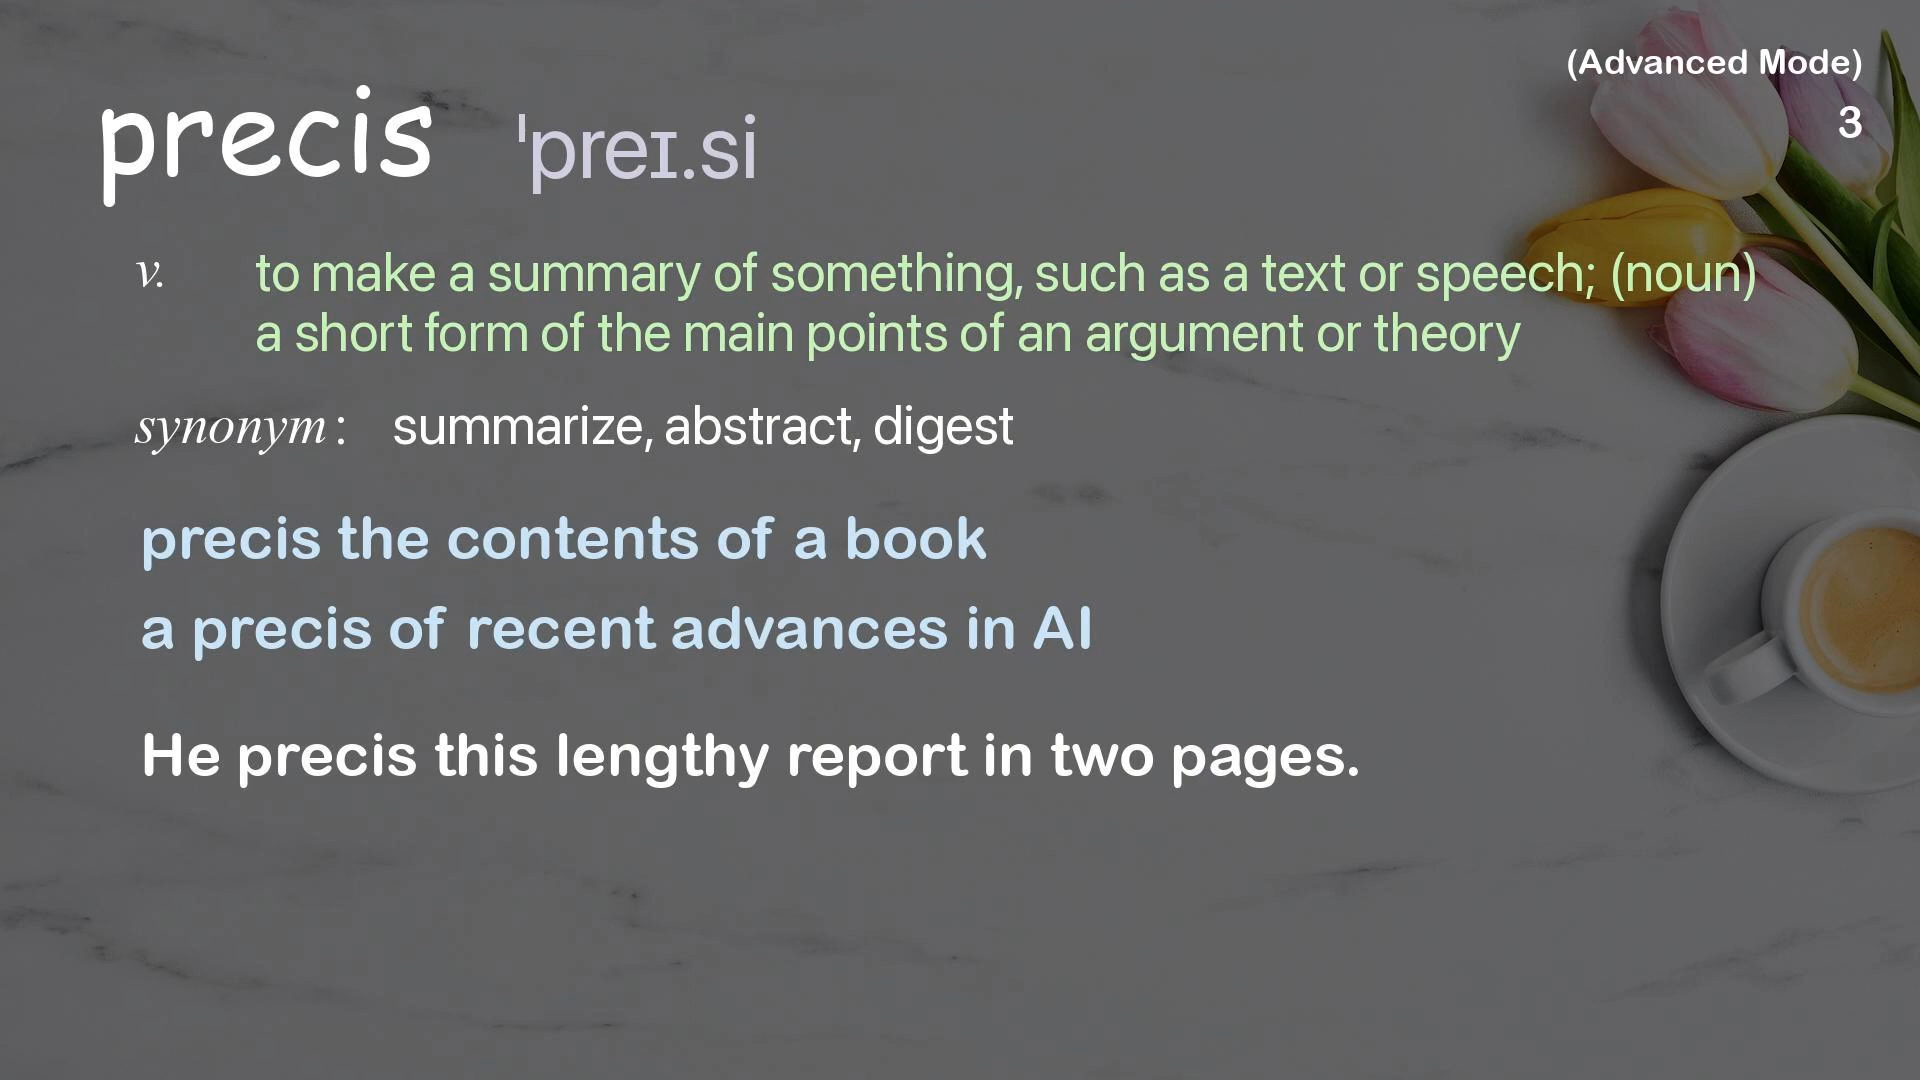 (Advanced Mode)
3
precis ˈpreɪ.si
v. to make a summary of something, such as a text or speech; (noun)
a short form of the main points of an argument or theory
synonym: summarize, abstract, digest
precis the contents of a book
a precis of recent advances in AI
He precis this lengthy report in two pages.